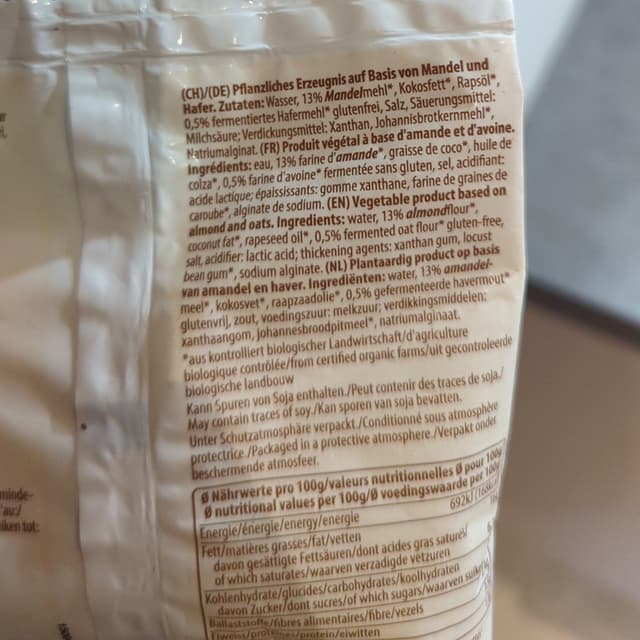 (CH)/(DE) Pflanzliches Erzeugnis auf Basis von Mandel und
Hafer. Zutaten: Wasser, 13% Mandelmehl*, Kokosfett*, Rapsöl*,
0,5% fermentiertes Hafermehl* glutenfrei, Salz, Säuerungsmittel:
Milchsäure; Verdickungsmittel: Xanthan, Johannisbrotkernmehl*,
Natriumalginat. (FR) Produit végétal à base d'amande et d'avoine.
Ingrédients: eau, 13% farine d'amande*, graisse de coco*, huile de
colza*, 0,5% farine d'avoine* fermentée sans gluten, sel, acidifiant:
acide lactique; épaississants: gomme xanthane, farine de graines de
caroube*, alginate de sodium. (EN) Vegetable product based on
almond and oats. Ingredients: water, 13% almondflour*,
coconut fat*, rapeseed oil*, 0,5% fermented oat flour* gluten-free,
salt, acidifier: lactic acid; thickening agents: xanthan gum, locust
bean gum*, sodium alginate. (NL) Plantaardig product op basis
van amandel en haver. Ingrediënten: water, 13% amandel-
meel*, kokosvet*, raapzaadolie*, 0,5% gefermenteerde havermout*
glutenvrij, zout, voedingszuur: melkzuur; verdikkingsmiddelen:
xanthaangom, johannesbroodpitmeel*, natriumalginaat.
*aus kontrolliert biologischer Landwirtschaft/d'agriculture
biologique contrôlée/from certified organic farms/uit gecontroleerde
biologische landbouw
Kann Spuren von Soja enthalten./Peut contenir des traces de soja./
May contain traces of soy./Kan sporen van soja bevatten.
Unter Schutzatmosphäre verpackt./Conditionné sous atmosphère
protectrice./Packaged in a protective atmosphere./Verpakt onder
beschermende atmosfeer.
Ø Nährwerte pro 100g/valeurs nutritionnelles Ø pour 100g
Ø nutritional values per 100g/Ø voedingswaarde per 100g
Energie/énergie/energy/energie 692kJ
Fett/matières grasses/fat/vetten
davon gesättigte Fettsäuren/dont acides gras saturés
of which saturates/waarven verzadigde vetzuren
Kohlenhydrate/glucides/carbohydrates/koolhydraten
davon Zucker/dont sucres/of which sugars/waarven
Ballaststoffe/fibres alimentaires/fibre/vezels
Eiweiss/protéines/protein/eiwitten
minde-
iken tot: